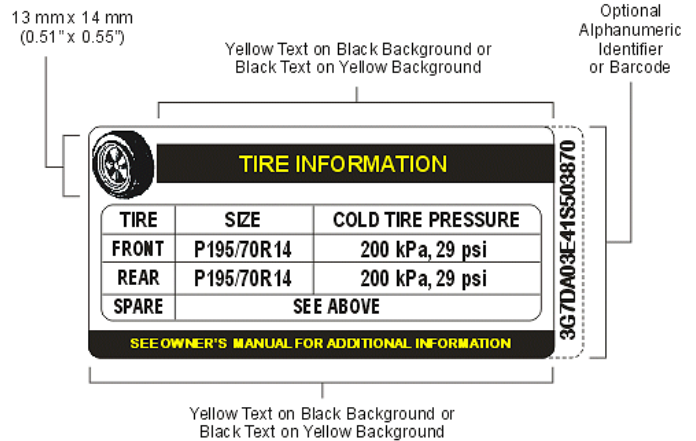 13 mm x 14 mm
(0.51" x 0.55")
Yellow Text on Black Background or
Black Text on Yellow Background
Optional
Alphanumeric
Identifier
or Barcode
TIRE INFORMATION
TIRE SIZE COLD TIRE PRESSURE
FRONT P195/70R14 200 kPa, 29 psi
REAR P195/70R14 200 kPa, 29 psi
SPARE SEE ABOVE
SEE OWNER'S MANUAL FOR ADDITIONAL INFORMATION
3G7DA03E41S503870
Yellow Text on Black Background or
Black Text on Yellow Background